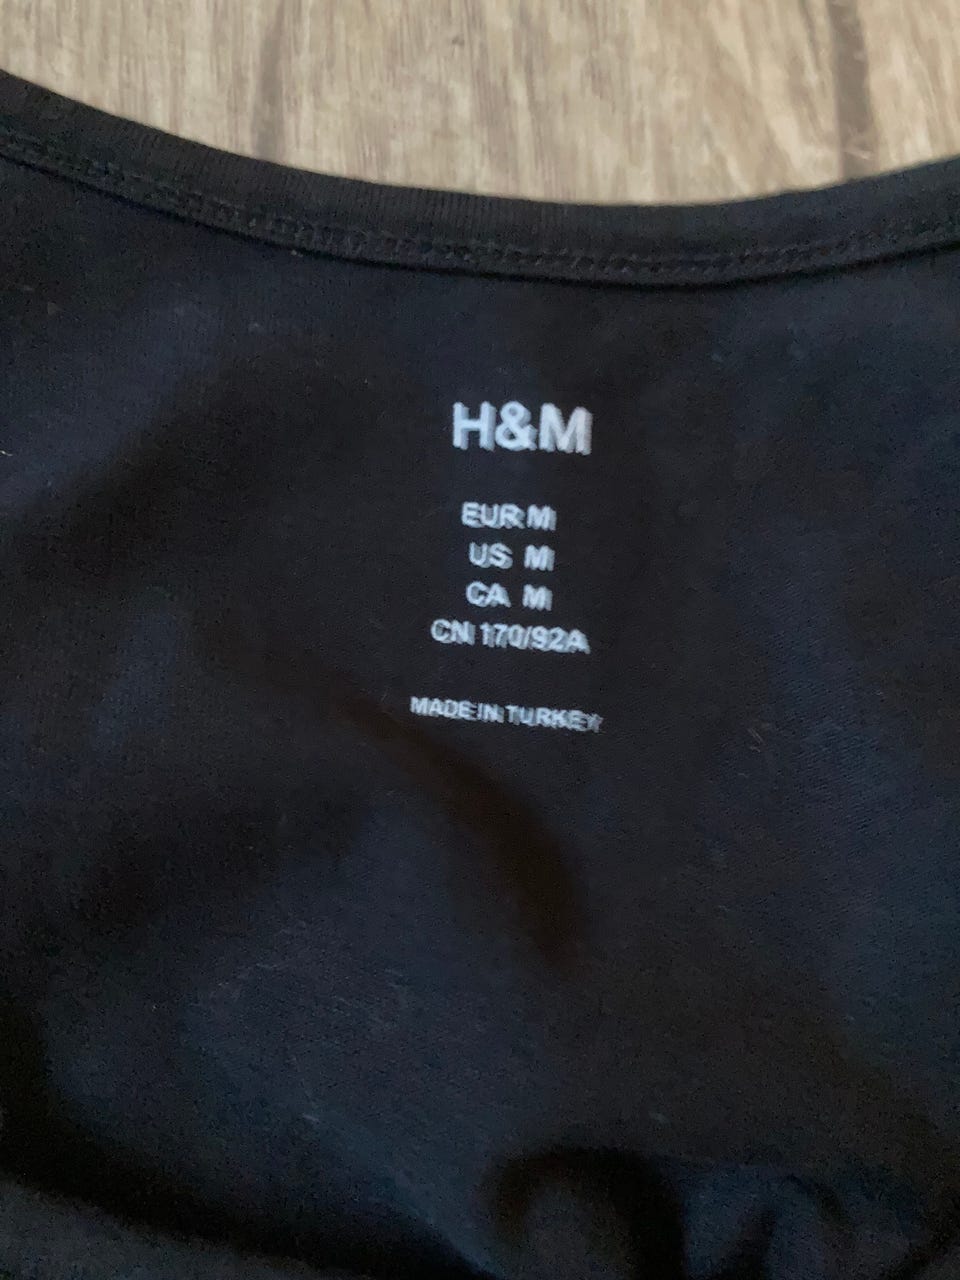 H&M
EUR M
US M
CA M
CN 170/92A
MADE IN TURKEY